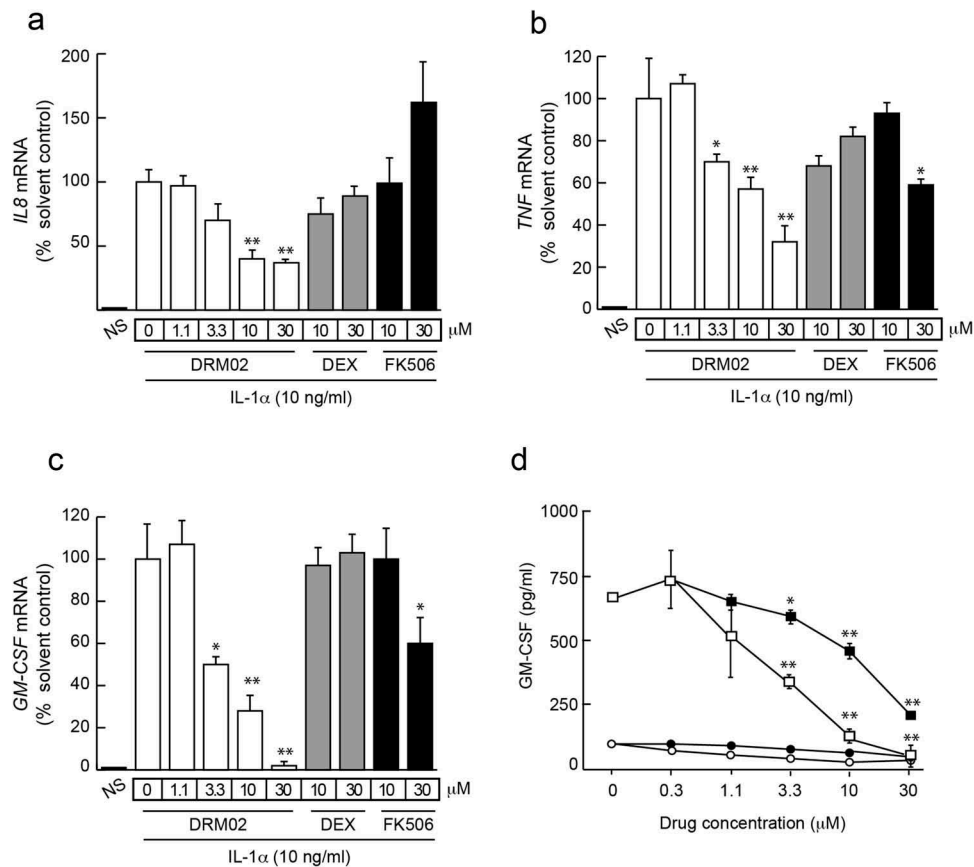 a
IL8 mRNA
(% solvent control)
200
150
100
50
** **
NS
0 1.1 3.3 10 30 10 30 10 30 μM
DRM02 DEX FK506
IL-1α (10 ng/ml)
b
TNF mRNA
(% solvent control)
120
100
80
60
40
20
0
* ** ** *
NS
0 1.1 3.3 10 30 10 30 10 30 μM
DRM02 DEX FK506
IL-1α (10 ng/ml)
c
GM-CSF mRNA
(% solvent control)
120
100
80
60
40
20
0
* ** ** *
NS
0 1.1 3.3 10 30 10 30 10 30 μM
DRM02 DEX FK506
IL-1α (10 ng/ml)
d
GM-CSF (pg/ml)
1000
750
500
250
0
* **
** **
** **
0 0.3 1.1 3.3 10 30
Drug concentration (μM)